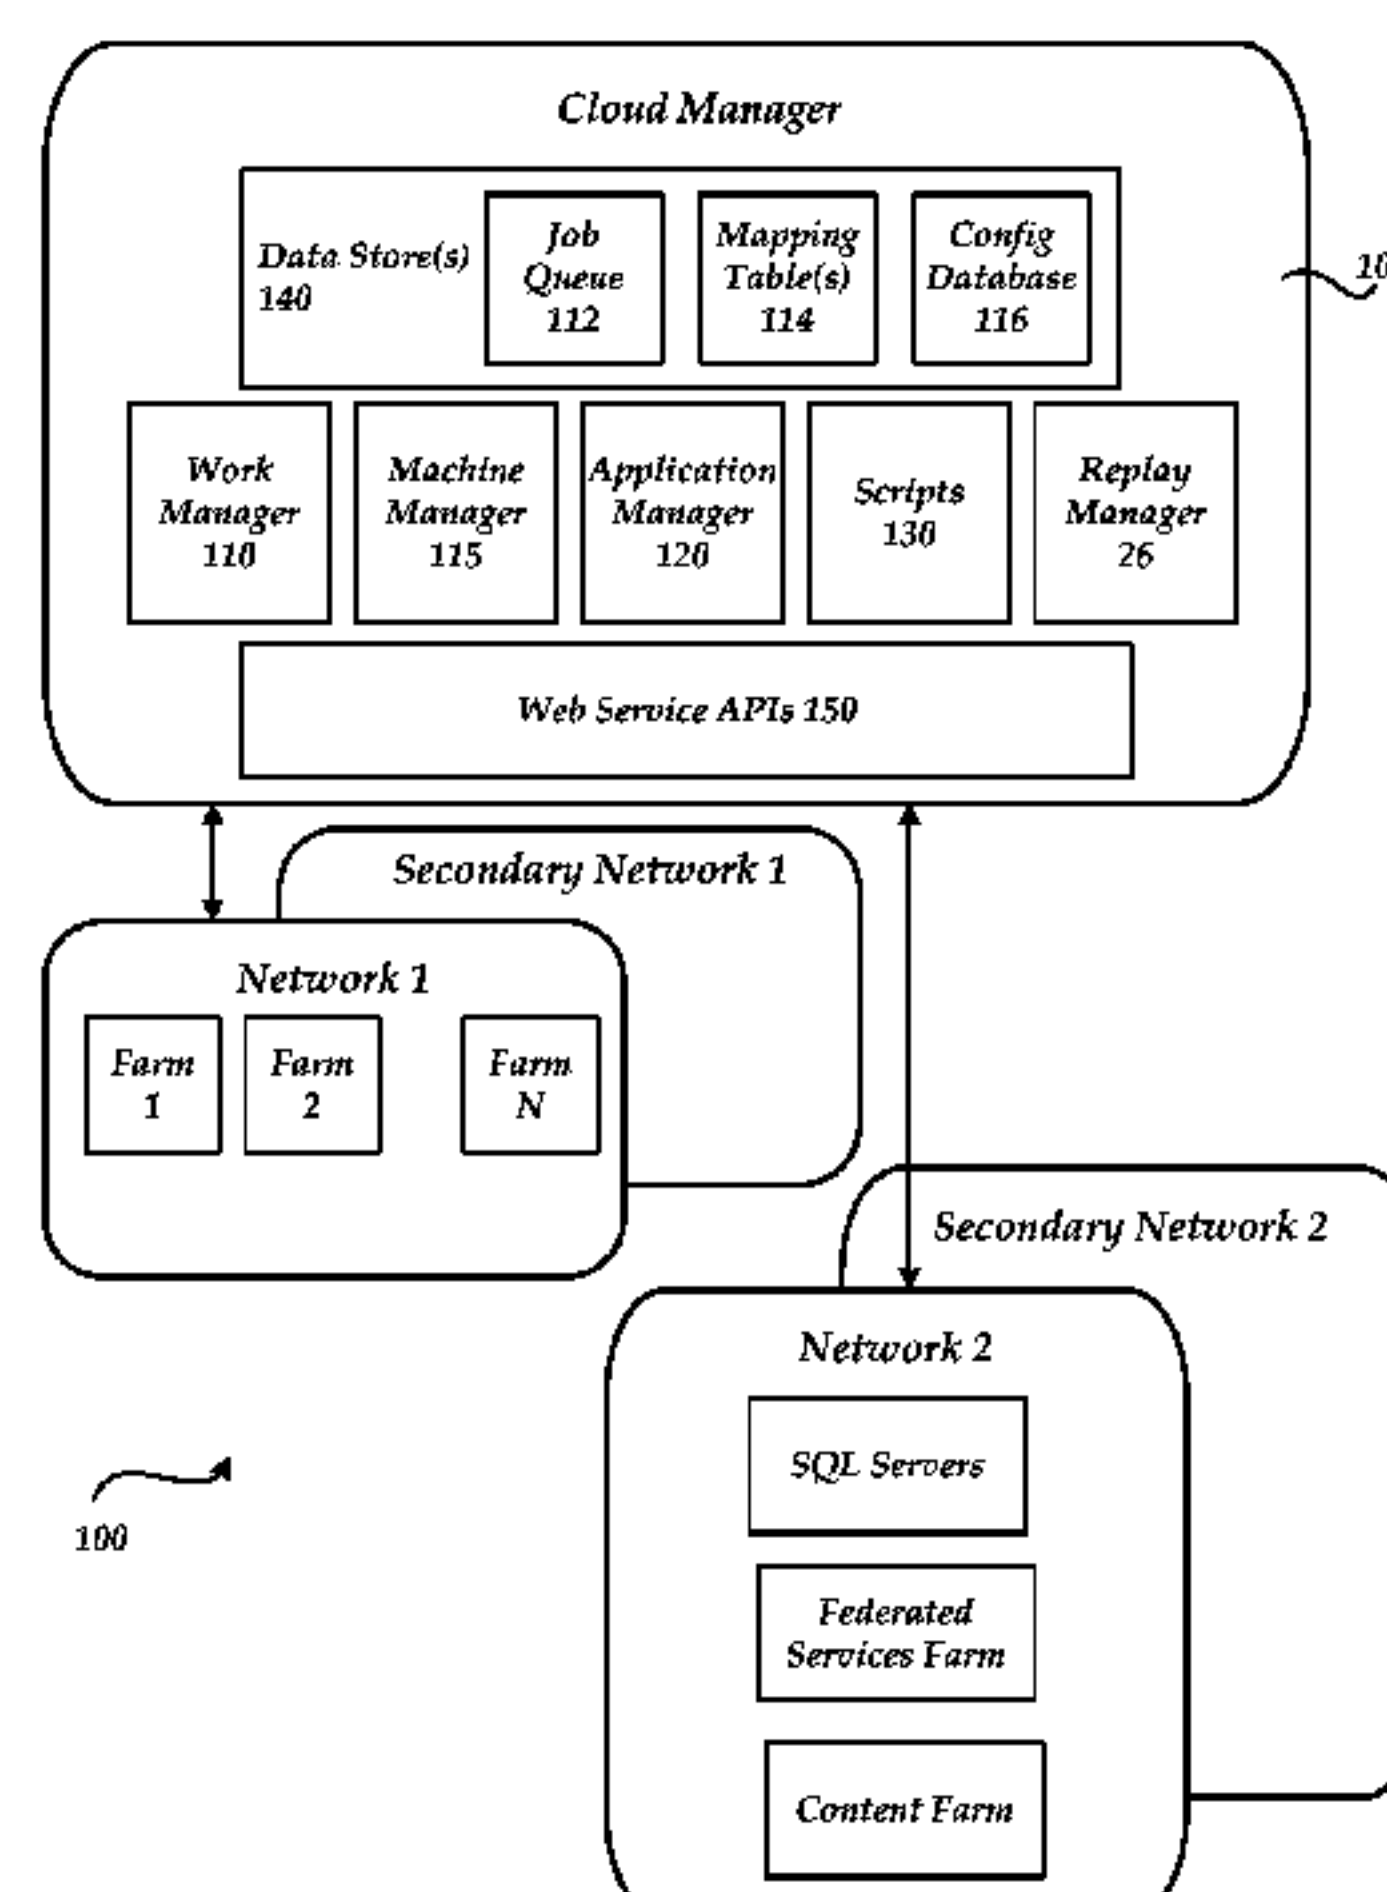 Cloud Manager
Data Store(s)
140
Job
Queue
112
Mapping
Table(s)
114
Config
Database
116
Work
Manager
110
Machine
Manager
115
Application
Manager
120
Scripts
130
Replay
Manager
26
Web Service APIs 150
Secondary Network 1
Network 1
Farm
1
Farm
2
Farm
N
Secondary Network 2
Network 2
SQL Servers
Federated
Services Farm
Content Farm
100